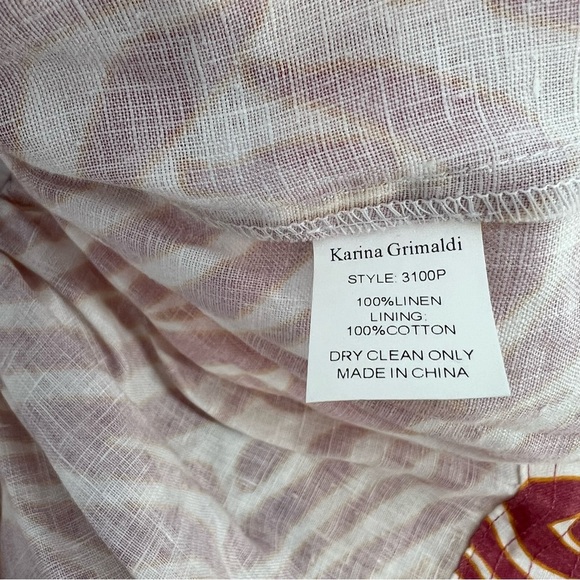 Karina Grimaldi
STYLE: 3100P
100%LINEN
LINING:
100%COTTON
DRY CLEAN ONLY
MADE IN CHINA